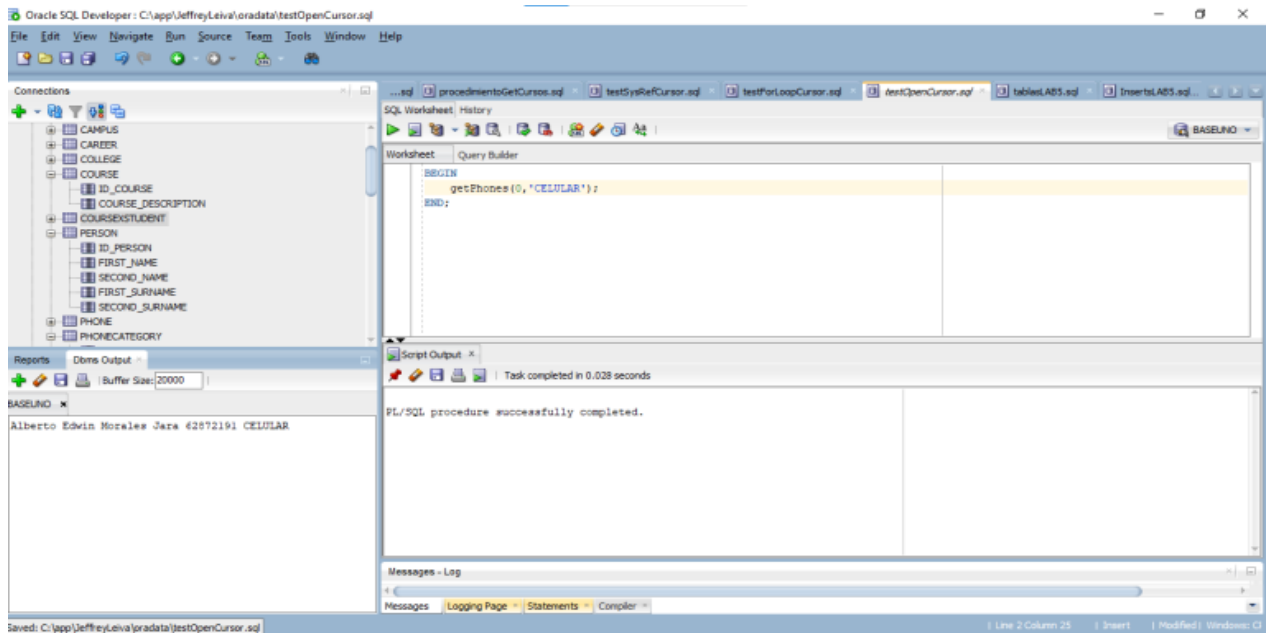 Oracle SQL Developer : C:\app\JeffreyLeiva\oradata\testOpenCursor.sql
File Edit View Navigate Run Source Team Tools Window Help
Connections
CAMPUS
CAREER
COLLEGE
COURSE
ID_COURSE
COURSE_DESCRIPTION
COURSEXSTUDENT
PERSON
ID_PERSON
FIRST_NAME
SECOND_NAME
FIRST_SURNAME
SECOND_SURNAME
PHONE
PHONECATEGORY
Reports Dbms Output
Buffer Size: 20000
BASEUNO
Alberto Edwin Morales Jara 62872191 CELULAR
...sql procedimientoGetCursos.sql testSysRefCursor.sql testForLoopCursor.sql testOpenCursor.sql tablesLAB5.sql InsertsLAB5.sql...
SQL Worksheet History
BASEUNO
Worksheet Query Builder
BEGIN
getPhones(0,'CELULAR');
END;
Script Output
Task completed in 0.028 seconds
PL/SQL procedure successfully completed.
Messages - Log
Messages Logging Page Statements Compiler
Saved: C:\app\JeffreyLeiva\oradata\testOpenCursor.sql
Line 2 Column 25 Insert Modified Windows: Cl